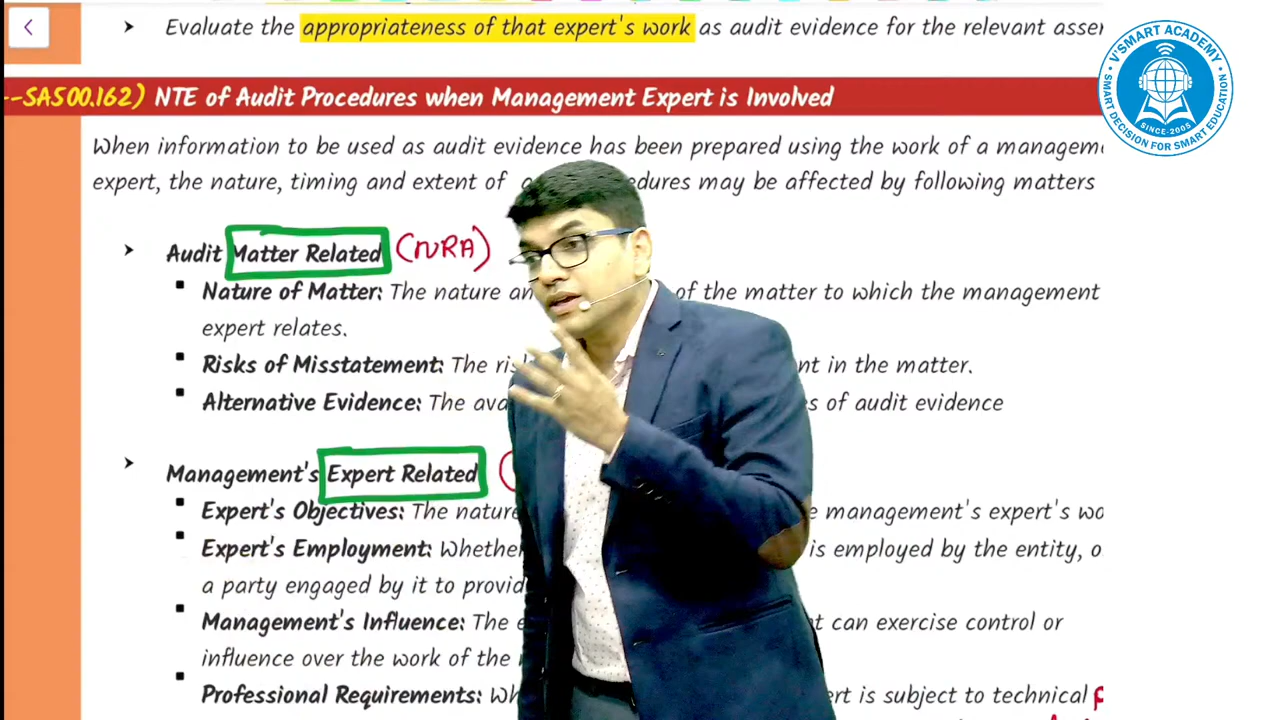 Evaluate the appropriateness of that expert's work as audit evidence for the relevant asser
--SA500.162) NTE of Audit Procedures when Management Expert is Involved
When information to be used as audit evidence has been prepared using the work of a manageme
expert, the nature, timing and extent of a edures may be affected by following matters
Audit Matter Related (NRA)
Nature of Matter: The nature an of the matter to which the management
expert relates.
Risks of Misstatement: The ris nt in the matter.
Alternative Evidence: The ava s of audit evidence
Management's Expert Related (
Expert's Objectives: The nature e management's expert's wo
Expert's Employment: Whether is employed by the entity, o
a party engaged by it to provid
Management's Influence: The e t can exercise control or
influence over the work of the
Professional Requirements: Wh ert is subject to technical p
V'SMART ACADEMY
SINCE-2005
SMART DECISION FOR SMART EDUCATION